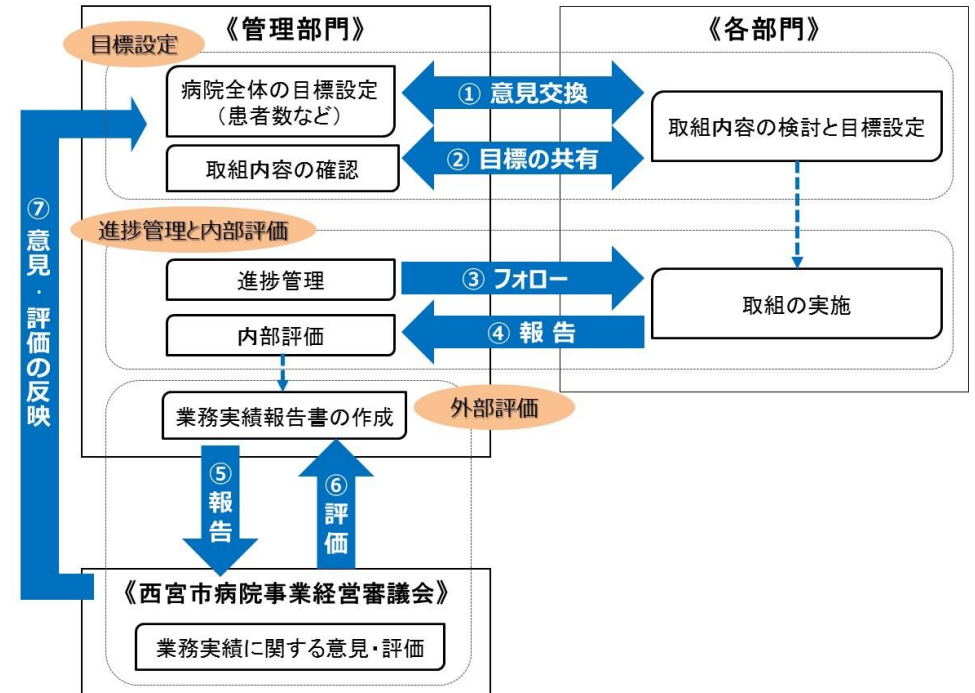 《管理部門》
《各部門》
目標設定
病院全体の目標設定
（患者数など）
① 意見交換
取組内容の検討と目標設定
② 目標の共有
取組内容の確認
進捗管理と内部評価
進捗管理
③ フォロー
取組の実施
内部評価
④ 報 告
外部評価
業務実績報告書の作成
⑤報告
⑥評価
⑦意見・評価の反映
《西宮市病院事業経営審議会》
業務実績に関する意見・評価